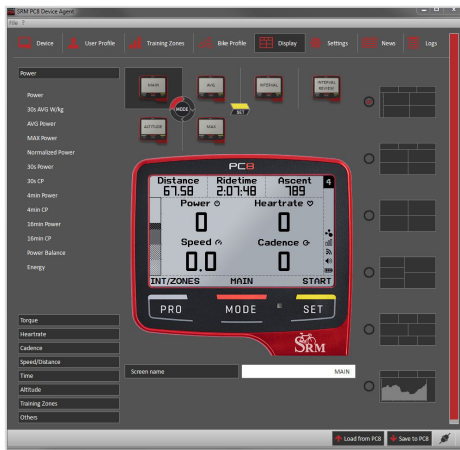 SRM PC8 Device Agent
File ?
Device
User Profile
Training Zones
Bike Profile
Display
Settings
News
Logs
Power
Power
30s AVG W/kg
AVG Power
MAX Power
Normalized Power
30s Power
30s CP
4min Power
4min CP
16min Power
16min CP
Power Balance
Energy
Torque
Heartrate
Cadence
Speed/Distance
Time
Altitude
Training Zones
Others
MAIN
AVG
INTERVAL
INTERVAL
REVIEW
MODE
SET
ALTITUDE
MAX
PC8
Distance Ridetime Ascent 4
67.58 2:07:48 789
Power Heartrate
0 0
Speed Cadence
0.0 0
INT/ZONES MAIN START
PRO MODE SET
SRM
Screen name MAIN
Load from PC8 Save to PC8